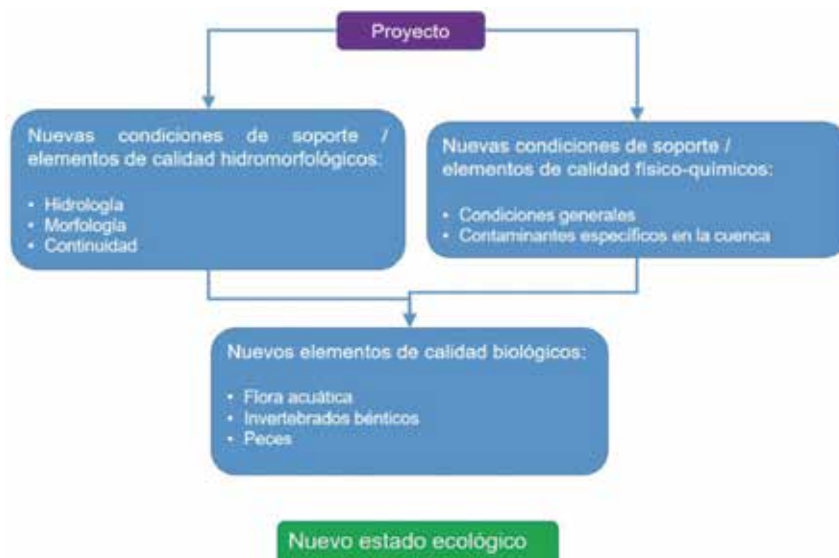 Proyecto
Nuevas condiciones de soporte /
elementos de calidad hidromorfológicos:
• Hidrología
• Morfología
• Continuidad
Nuevas condiciones de soporte /
elementos de calidad físico-químicos:
• Condiciones generales
• Contaminantes específicos en la cuenca
Nuevos elementos de calidad biológicos:
• Flora acuática
• Invertebrados bénticos
• Peces
Nuevo estado ecológico